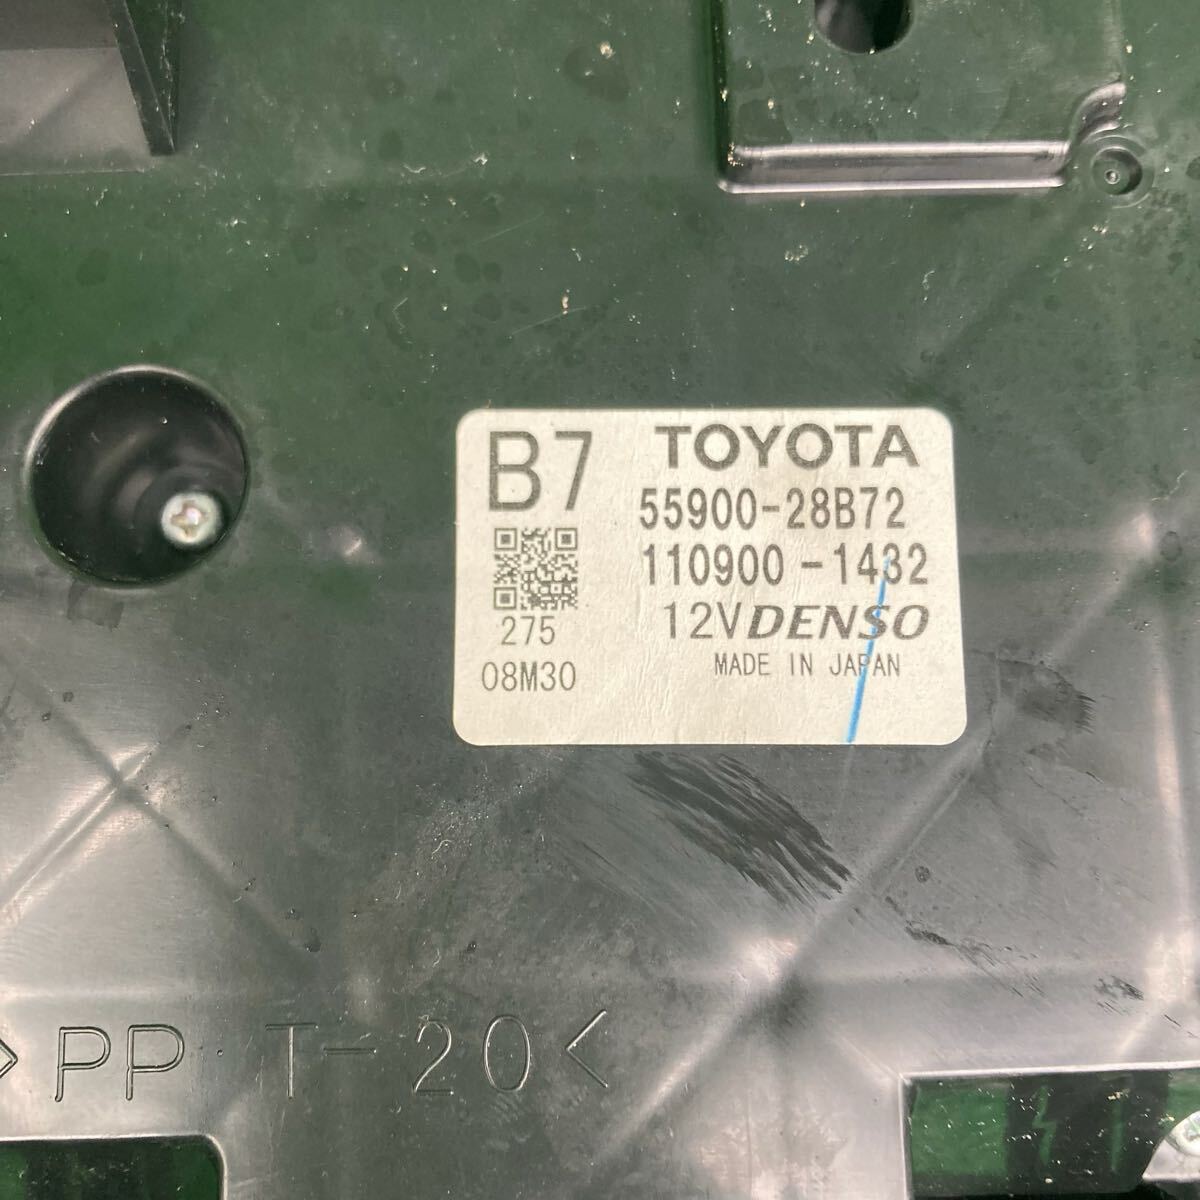 B7
TOYOTA
55900-28B72
110900-1432
12V DENSO
MADE IN JAPAN
275
08M30
>PP T-20<